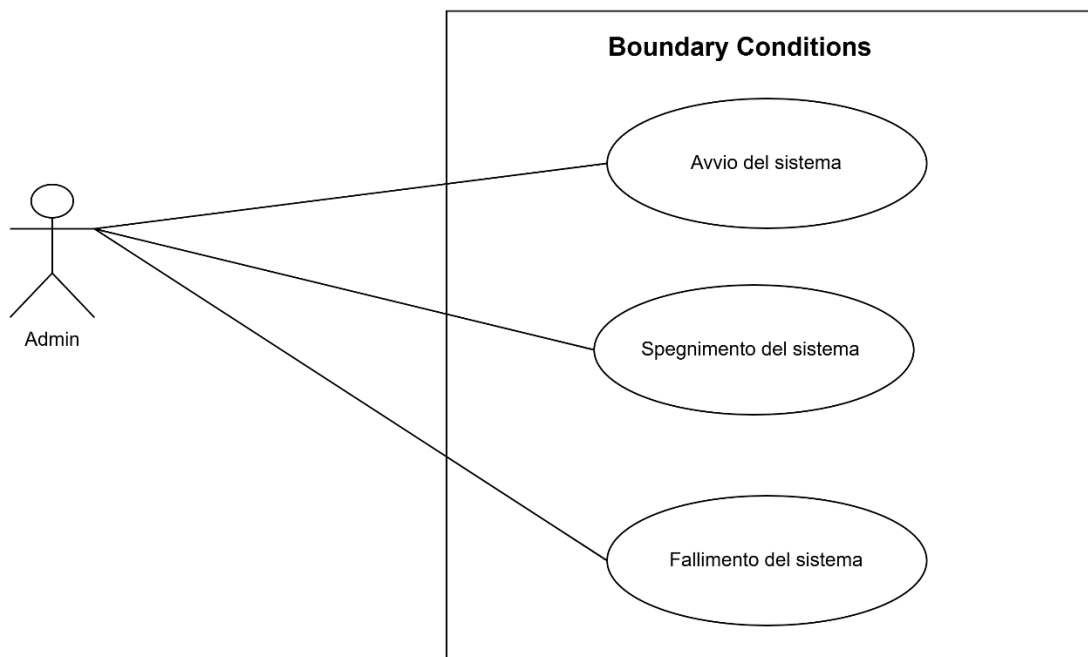 Boundary Conditions
Avvio del sistema
Admin
Spegnimento del sistema
Fallimento del sistema